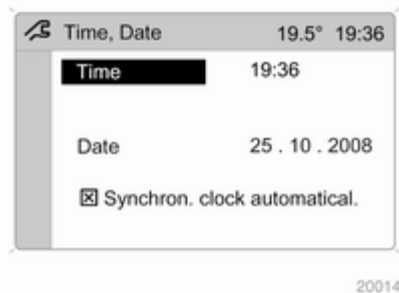 Time, Date 19.5° 19:36
Time 19:36
Date 25 . 10 . 2008
Synchron. clock automatical.
20014